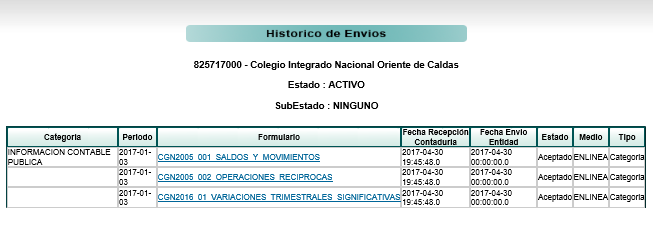 Historico de Envios
825717000 - Colegio Integrado Nacional Oriente de Caldas
Estado : ACTIVO
SubEstado : NINGUNO
Categoria Periodo Formulario Fecha Recepción Contaduria Fecha Envio Entidad Estado Medio Tipo
INFORMACION CONTABLE PUBLICA 2017-01-03 CGN2005_001_SALDOS_Y_MOVIMIENTOS 2017-04-30 19:45:48.0 2017-04-30 00:00:00.0 Aceptado ENLINEA Categoria
2017-01-03 CGN2005_002_OPERACIONES_RECIPROCAS 2017-04-30 19:45:48.0 2017-04-30 00:00:00.0 Aceptado ENLINEA Categoria
2017-01-03 CGN2016_01_VARIACIONES_TRIMESTRALES_SIGNIFICATIVAS 2017-04-30 19:45:48.0 2017-04-30 00:00:00.0 Aceptado ENLINEA Categoria